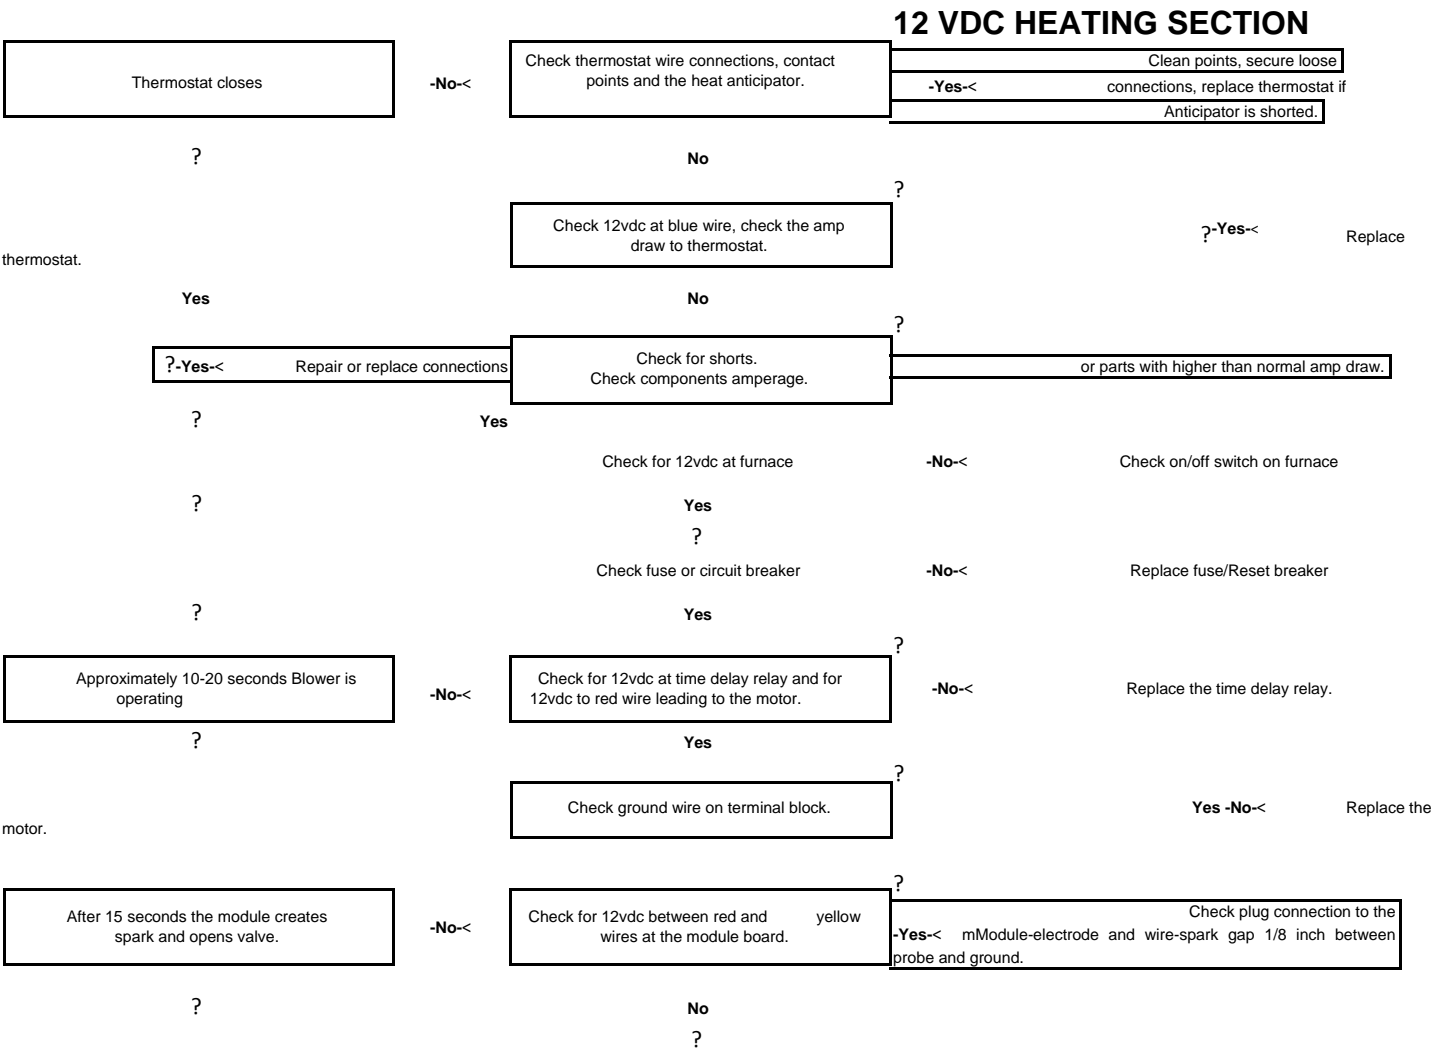 12 VDC HEATING SECTION
Thermostat closes
-No-<
Check thermostat wire connections, contact
points and the heat anticipator.
Clean points, secure loose
-Yes-< connections, replace thermostat if
Anticipator is shorted.
?
No
?
Check 12vdc at blue wire, check the amp
draw to thermostat.
?-Yes-< Replace
thermostat.
Yes
No
?
?-Yes-< Repair or replace connections
Check for shorts.
Check components amperage.
or parts with higher than normal amp draw.
?
Yes
Check for 12vdc at furnace
-No-<
Check on/off switch on furnace
?
Yes
?
Check fuse or circuit breaker
-No-<
Replace fuse/Reset breaker
?
Yes
?
Approximately 10-20 seconds Blower is
operating
-No-<
Check for 12vdc at time delay relay and for
12vdc to red wire leading to the motor.
-No-<
Replace the time delay relay.
?
Yes
?
Check ground wire on terminal block.
Yes -No-< Replace the
motor.
?
After 15 seconds the module creates
spark and opens valve.
-No-<
Check for 12vdc between red and yellow
wires at the module board.
Check plug connection to the
-Yes-< mModule-electrode and wire-spark gap 1/8 inch between
probe and ground.
?
No
?